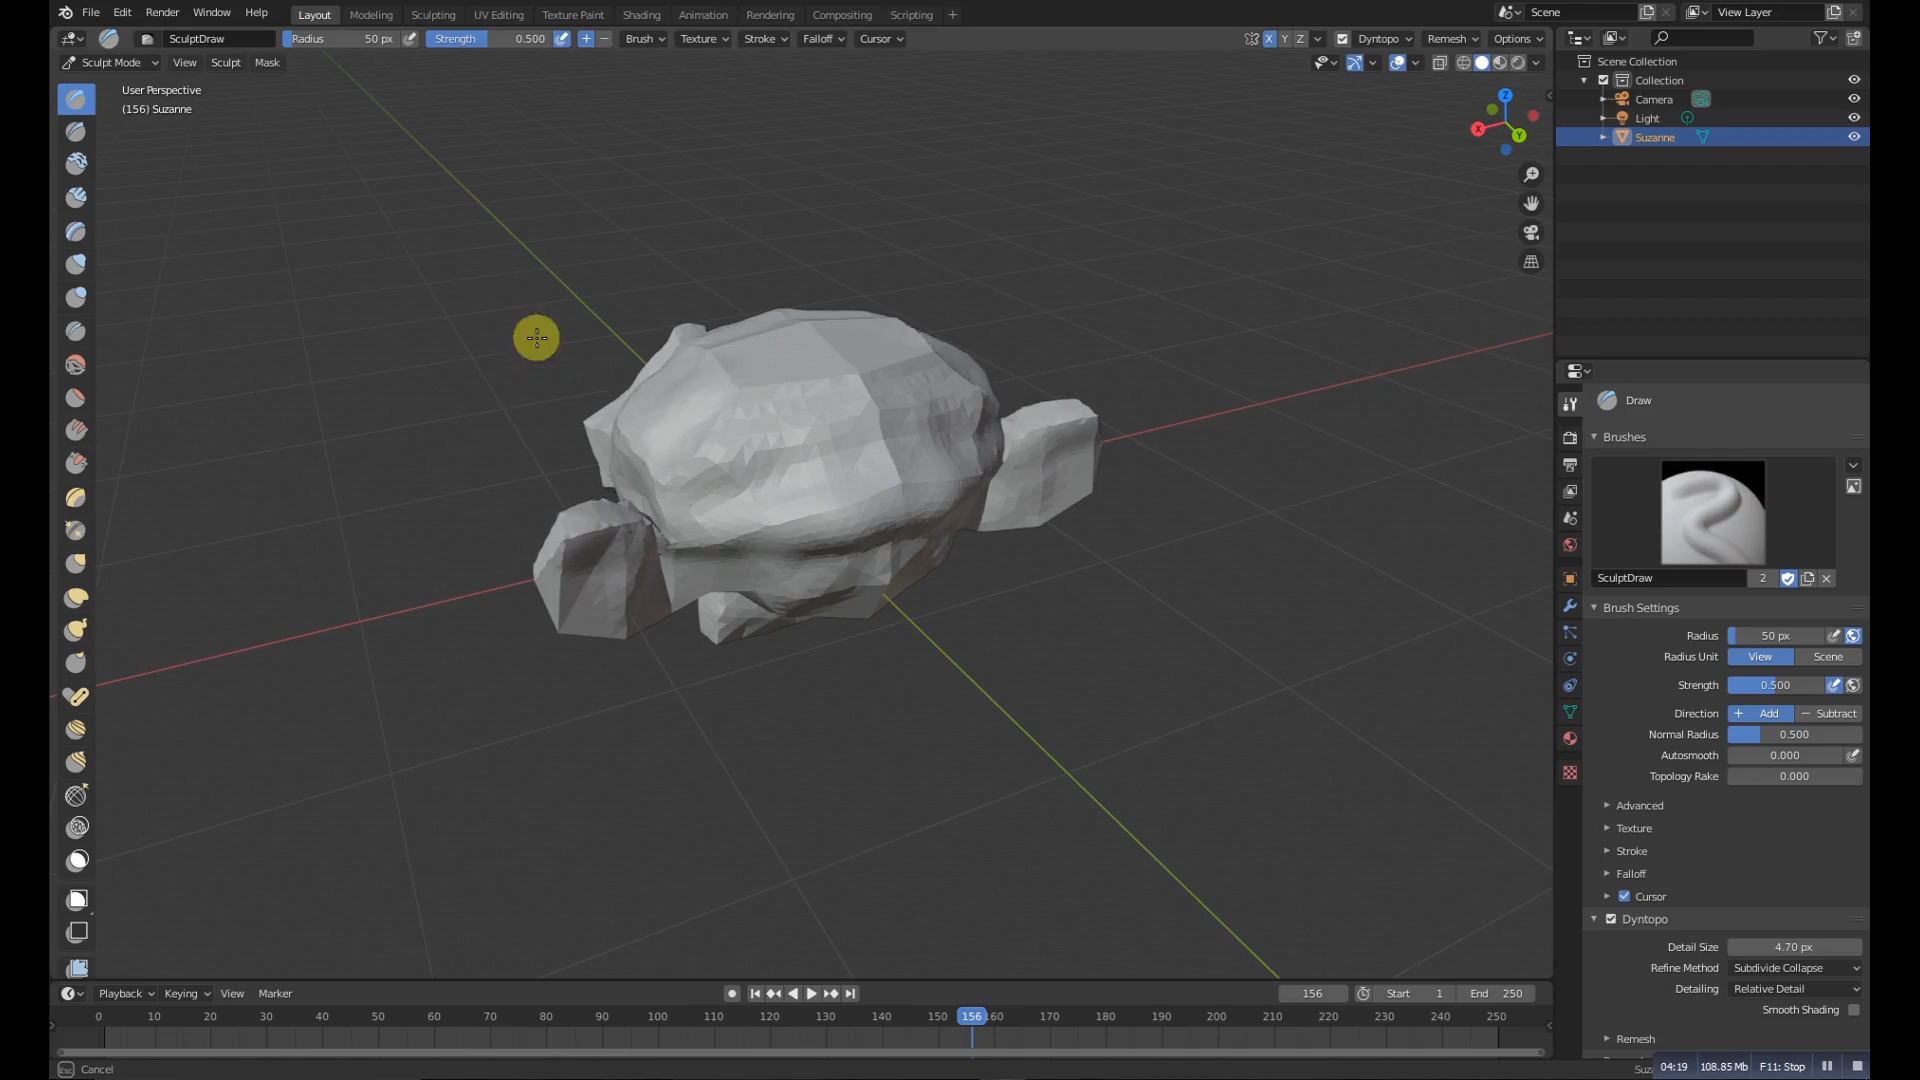 File Edit Render Window Help Layout Modeling Sculpting UV Editing Texture Paint Shading Animation Rendering Compositing Scripting + Scene View Layer
SculptDraw Radius 50 px Strength 0.500 Brush Texture Stroke Falloff Cursor X Y Z Dyntopo Remesh Options
Sculpt Mode View Sculpt Mask
User Perspective
(156) Suzanne
Z
X Y
Scene Collection
Collection
Camera
Light
Suzanne
Draw
Brushes
SculptDraw 2
Brush Settings
Radius 50 px
Radius Unit View Scene
Strength 0.500
Direction + Add − Subtract
Normal Radius 0.500
Autosmooth 0.000
Topology Rake 0.000
Advanced
Texture
Stroke
Falloff
Cursor
Dyntopo
Detail Size 4.70 px
Refine Method Subdivide Collapse
Detailing Relative Detail
Smooth Shading
Remesh
Playback Keying View Marker 156 Start 1 End 250
0 10 20 30 40 50 60 70 80 90 100 110 120 130 140 150 156 160 170 180 190 200 210 220 230 240 250
Esc Cancel
04:19 108.85 Mb F11: Stop